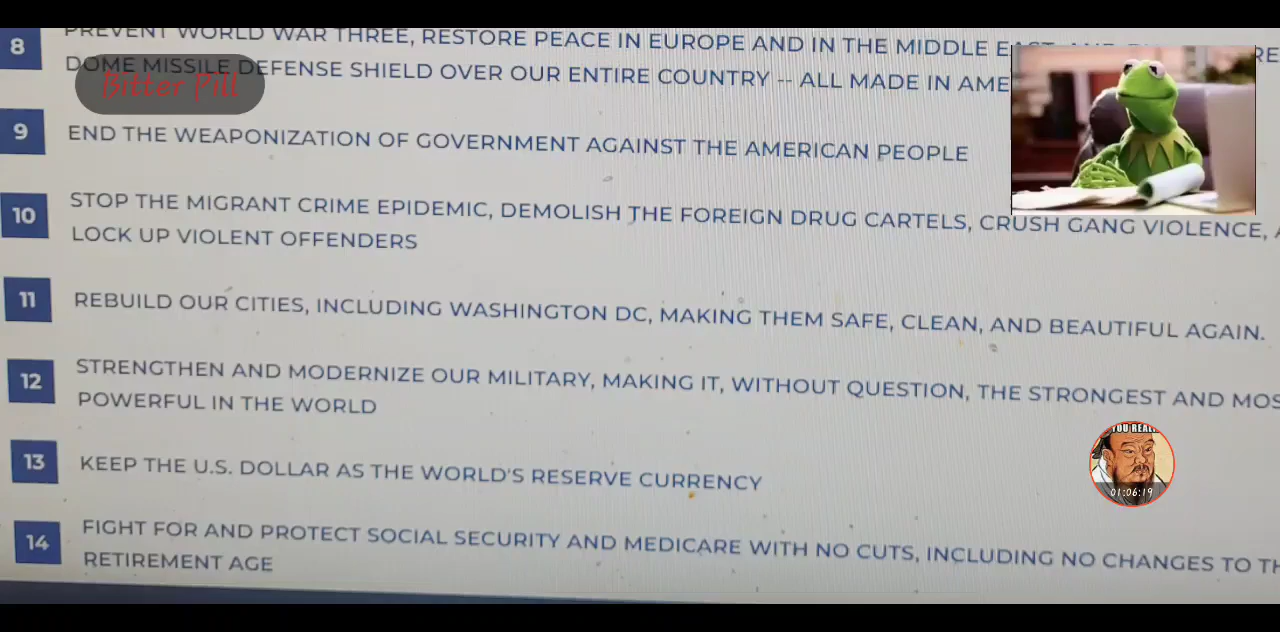 8
PREVENT WORLD WAR THREE, RESTORE PEACE IN EUROPE AND IN THE MIDDLE
DOME MISSILE DEFENSE SHIELD OVER OUR ENTIRE COUNTRY -- ALL MADE IN AME
Bitter Pill
9
END THE WEAPONIZATION OF GOVERNMENT AGAINST THE AMERICAN PEOPLE
10
STOP THE MIGRANT CRIME EPIDEMIC, DEMOLISH THE FOREIGN DRUG CARTELS, CRUSH GANG VIOLENCE,
LOCK UP VIOLENT OFFENDERS
11
REBUILD OUR CITIES, INCLUDING WASHINGTON DC, MAKING THEM SAFE, CLEAN, AND BEAUTIFUL AGAIN.
12
STRENGTHEN AND MODERNIZE OUR MILITARY, MAKING IT, WITHOUT QUESTION, THE STRONGEST AND MOS
POWERFUL IN THE WORLD
13
KEEP THE U.S. DOLLAR AS THE WORLD'S RESERVE CURRENCY
YOU REAL
01:06:19
14
FIGHT FOR AND PROTECT SOCIAL SECURITY AND MEDICARE WITH NO CUTS, INCLUDING NO CHANGES TO TH
RETIREMENT AGE